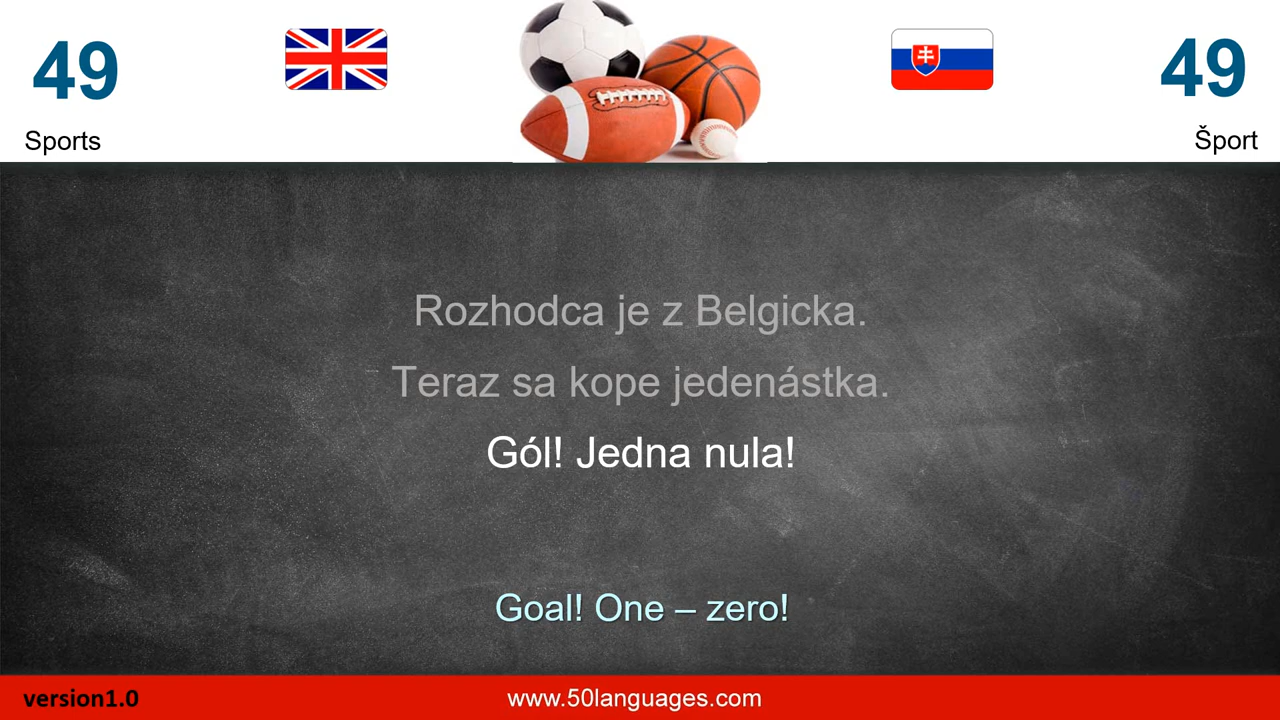 49
49
Sports
Šport
Rozhodca je z Belgicka.
Teraz sa kope jedenástka.
Gól! Jedna nula!
Goal! One – zero!
version1.0
www.50languages.com